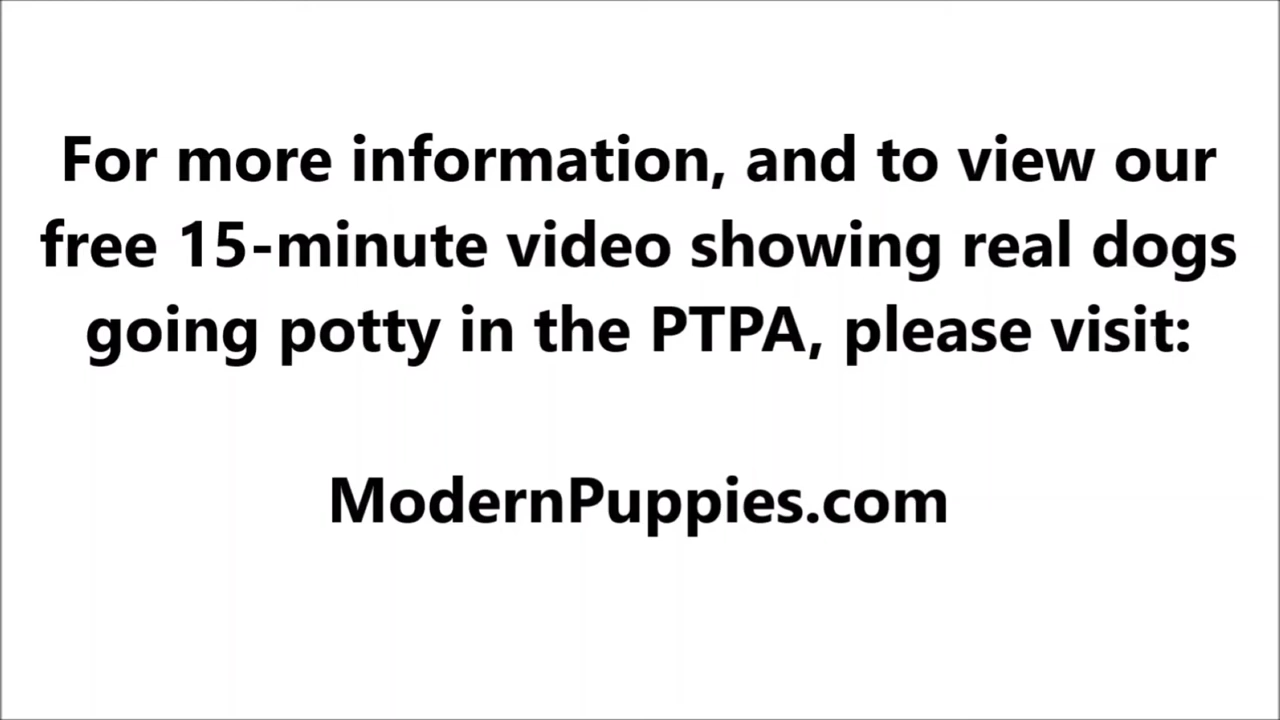 For more information, and to view our
free 15-minute video showing real dogs
going potty in the PTPA, please visit:
ModernPuppies.com